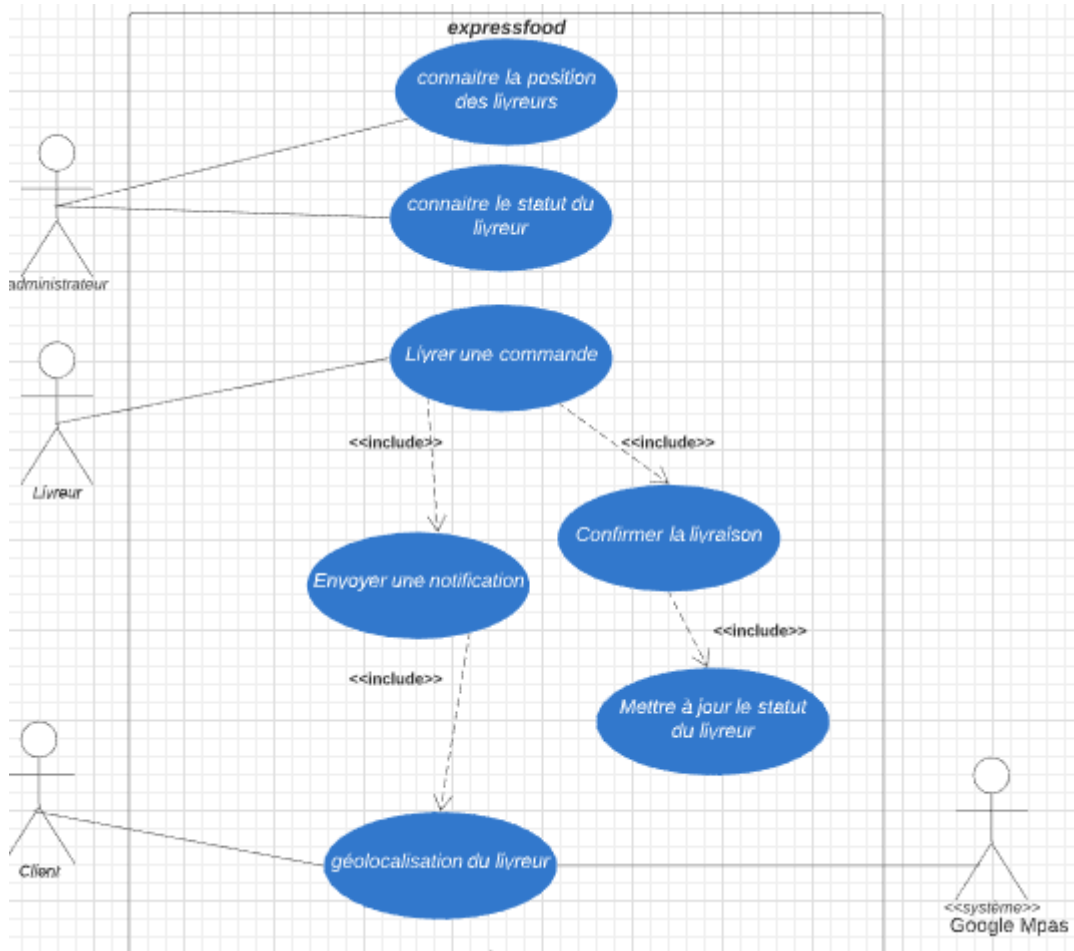 expressfood
connaitre la position
des livreurs
connaitre le statut du
livreur
administrateur
Livrer une commande
<<include>>
<<include>>
Livreur
Confirmer la livraison
Envoyer une notification
<<include>>
<<include>>
Mettre à jour le statut
du livreur
géolocalisation du livreur
Client
<<système>>
Google Mpas